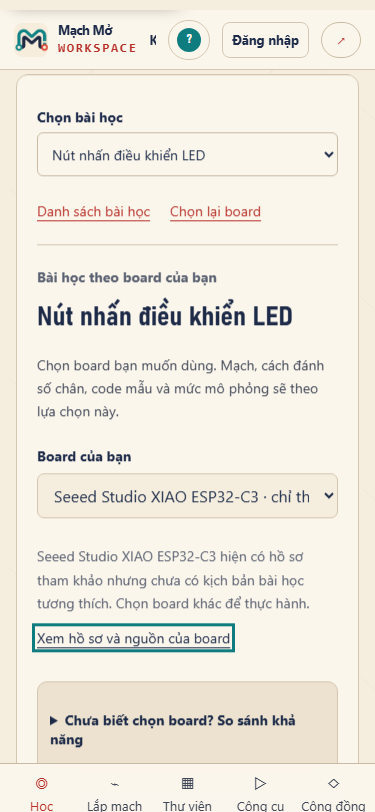 Mạch Mở
WORKSPACE
K
?
Đăng nhập
↗
Chọn bài học
Nút nhấn điều khiển LED
Danh sách bài học
Chọn lại board
Bài học theo board của bạn
Nút nhấn điều khiển LED
Chọn board bạn muốn dùng. Mạch, cách đánh
số chân, code mẫu và mức mô phỏng sẽ theo
lựa chọn này.
Board của bạn
Seeed Studio XIAO ESP32-C3 · chỉ th
Seeed Studio XIAO ESP32-C3 hiện có hồ sơ
tham khảo nhưng chưa có kịch bản bài học
tương thích. Chọn board khác để thực hành.
Xem hồ sơ và nguồn của board
Chưa biết chọn board? So sánh khả
năng
Học
Lắp mạch
Thư viện
Công cụ
Cộng đồng